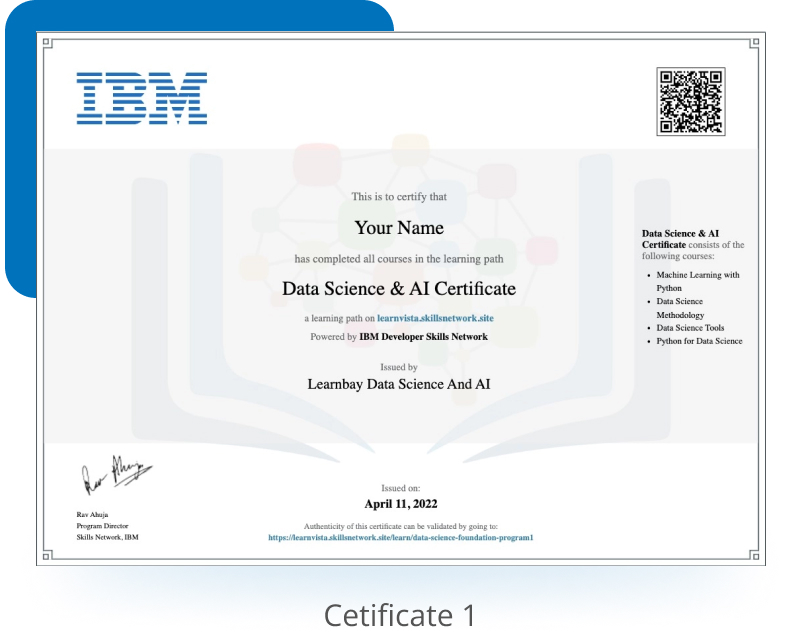 IBM
This is to certify that
Your Name
has completed all courses in the learning path
Data Science & AI Certificate
a learning path on learnvista.skillsnetwork.site
Powered by IBM Developer Skills Network
Issued by
Learnbay Data Science And AI
Data Science & AI
Certificate consists of the
following courses:
• Machine Learning with
Python
• Data Science
Methodology
• Data Science Tools
• Python for Data Science
Rav Ahuja
Rav Ahuja
Program Director
Skills Network, IBM
Issued on:
April 11, 2022
Authenticity of this certificate can be validated by going to:
https://learnvista.skillsnetwork.site/learn/data-science-foundation-program1
Cetificate 1